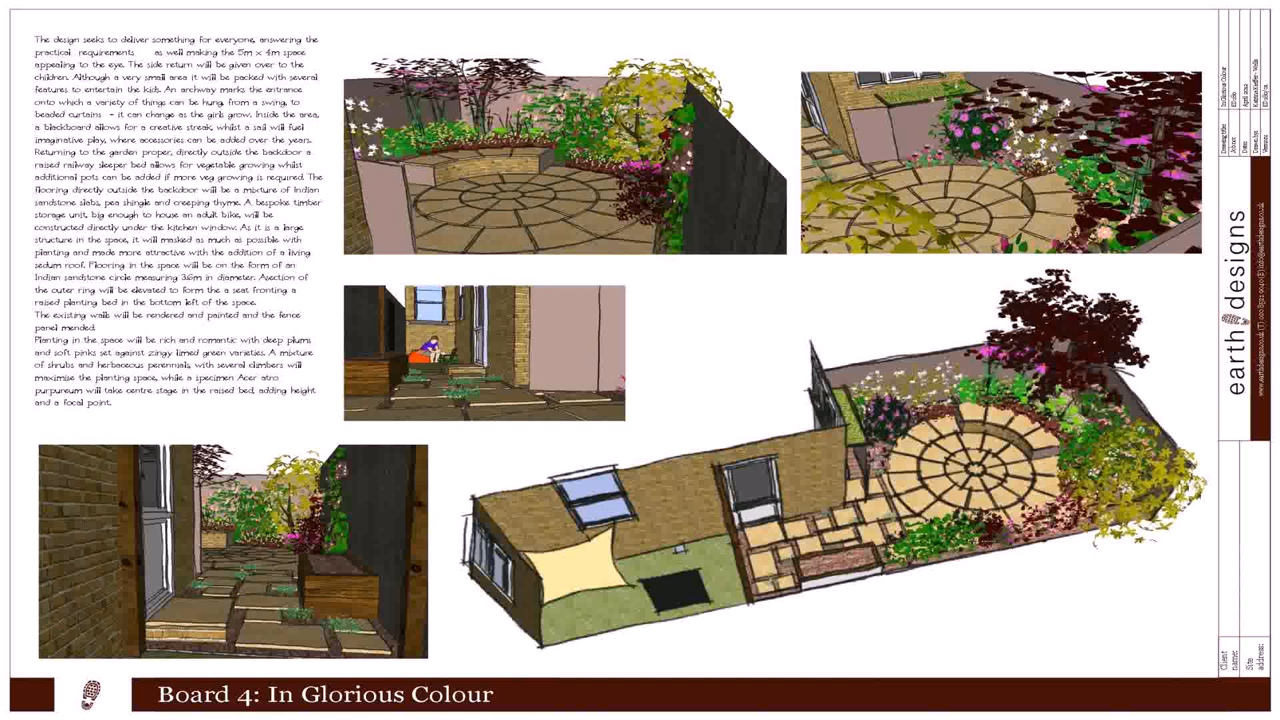 The design seeks to deliver something for everyone, answering the
practical requirements as well making the 5m x 4m space
appealing to the eye. The side return will be given over to the
children. Although a very small area it will be packed with several
features to entertain the kids. An archway marks the entrance
onto which a variety of things can be hung, from a swing, to
beaded curtains - it can change as the girls grow. Inside the area,
a blackboard allows for a creative streak, whilst a sail will fuel
imaginative play, where accessories can be added over the years.
Returning to the garden proper, directly outside the backdoor a
raised railway sleeper bed allows for vegetable growing whilst
additional pots can be added if more veg growing is required. The
flooring directly outside the backdoor will be a mixture of Indian
sandstone slabs, pea shingle and creeping thyme. A bespoke timber
storage unit, big enough to house an adult bike, will be
constructed directly under the kitchen window. As it is a large
structure in the space, it will masked as much as possible with
planting and made more attractive with the addition of a living
sedum roof. Flooring in the space will be on the form of an
Indian sandstone circle measuring 3.6m in diameter. Asection of
the outer ring will be elevated to form the a seat fronting a
raised planting bed in the bottom left of the space.
The existing walls will be rendered and painted and the fence
panel mended.
Planting in the space will be rich and romantic with deep plums
and soft pinks set against zingy limed green varieties. A mixture
of shrubs and herbaceous perennials, with several climbers will
maximise the planting space, while a specimen Acer atro
purpureum will take centre stage in the raised bed, adding height
and a focal point.
Board 4: In Glorious Colour
earth designs
Client
name:
Site
address: